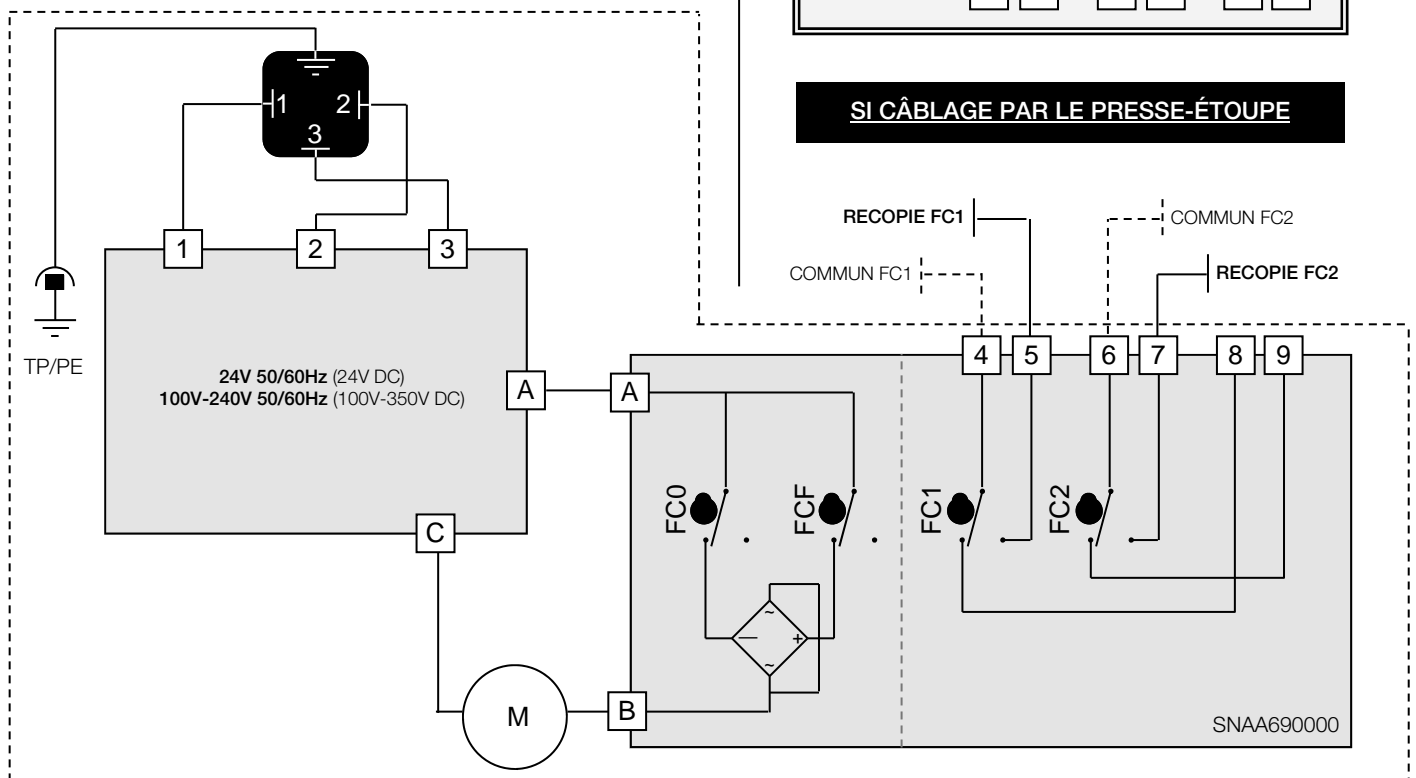 SI CÂBLAGE PAR LE PRESSE-ÉTOUPE
1 2
3
RECOPIE FC1
COMMUN FC2
COMMUN FC1
RECOPIE FC2
1 2 3
TP/PE
4 5 6 7 8 9
24V 50/60Hz (24V DC)
100V-240V 50/60Hz (100V-350V DC)
A A
FC0 FCF FC1 FC2
C
~
— +
~
M B
SNAA690000